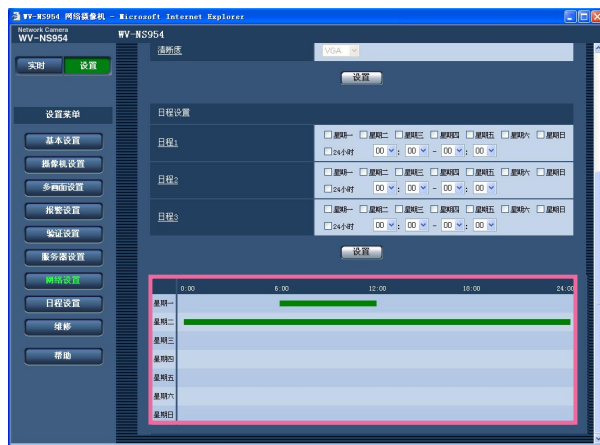 WV-NS954 网络摄像机 - Microsoft Internet Explorer
Network Camera
WV-NS954
WV-NS954
实时 设置
设置菜单
基本设置
摄像机设置
多画面设置
报警设置
验证设置
服务器设置
网络设置
日程设置
维修
帮助
清晰度 VGA
设置
日程设置
日程1
星期一 星期二 星期三 星期四 星期五 星期六 星期日
24小时 00 : 00 - 00 : 00
日程2
星期一 星期二 星期三 星期四 星期五 星期六 星期日
24小时 00 : 00 - 00 : 00
日程3
星期一 星期二 星期三 星期四 星期五 星期六 星期日
24小时 00 : 00 - 00 : 00
设置
0:00 6:00 12:00 18:00 24:00
星期一
星期二
星期三
星期四
星期五
星期六
星期日